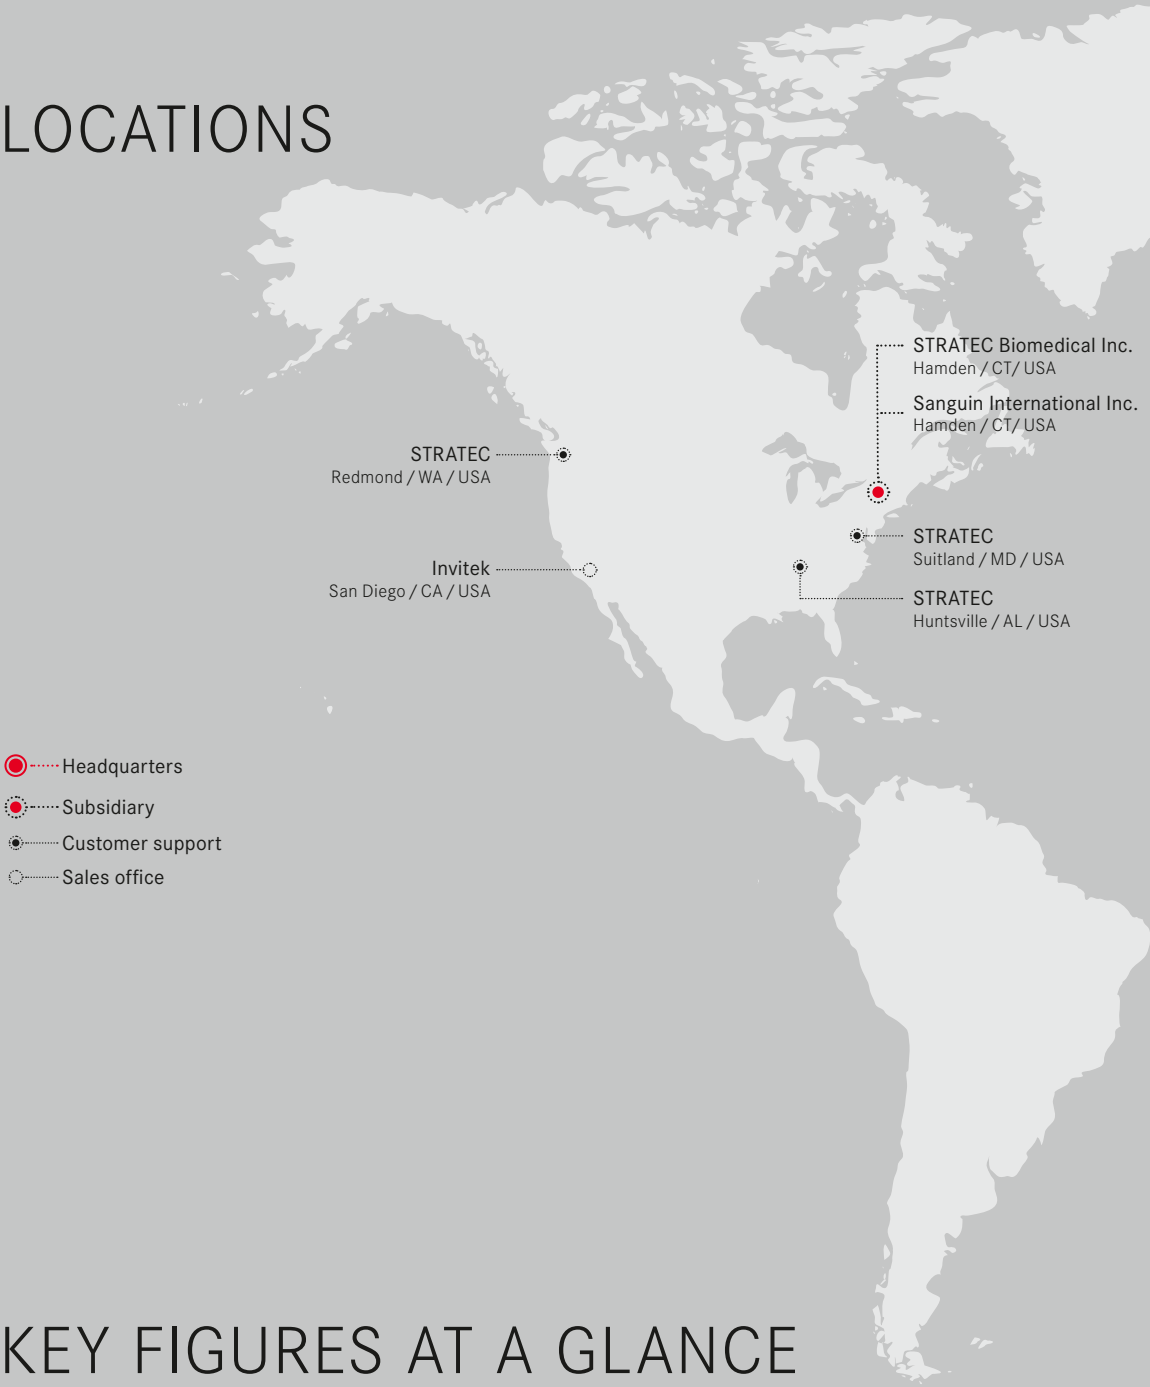 LOCATIONS
STRATEC Biomedical Inc.
Hamden / CT/ USA
Sanguin International Inc.
Hamden / CT/ USA
STRATEC
Redmond / WA / USA
STRATEC
Suitland / MD / USA
Invitek
San Diego / CA / USA
STRATEC
Huntsville / AL / USA
Headquarters
Subsidiary
Customer support
Sales office
KEY FIGURES AT A GLANCE